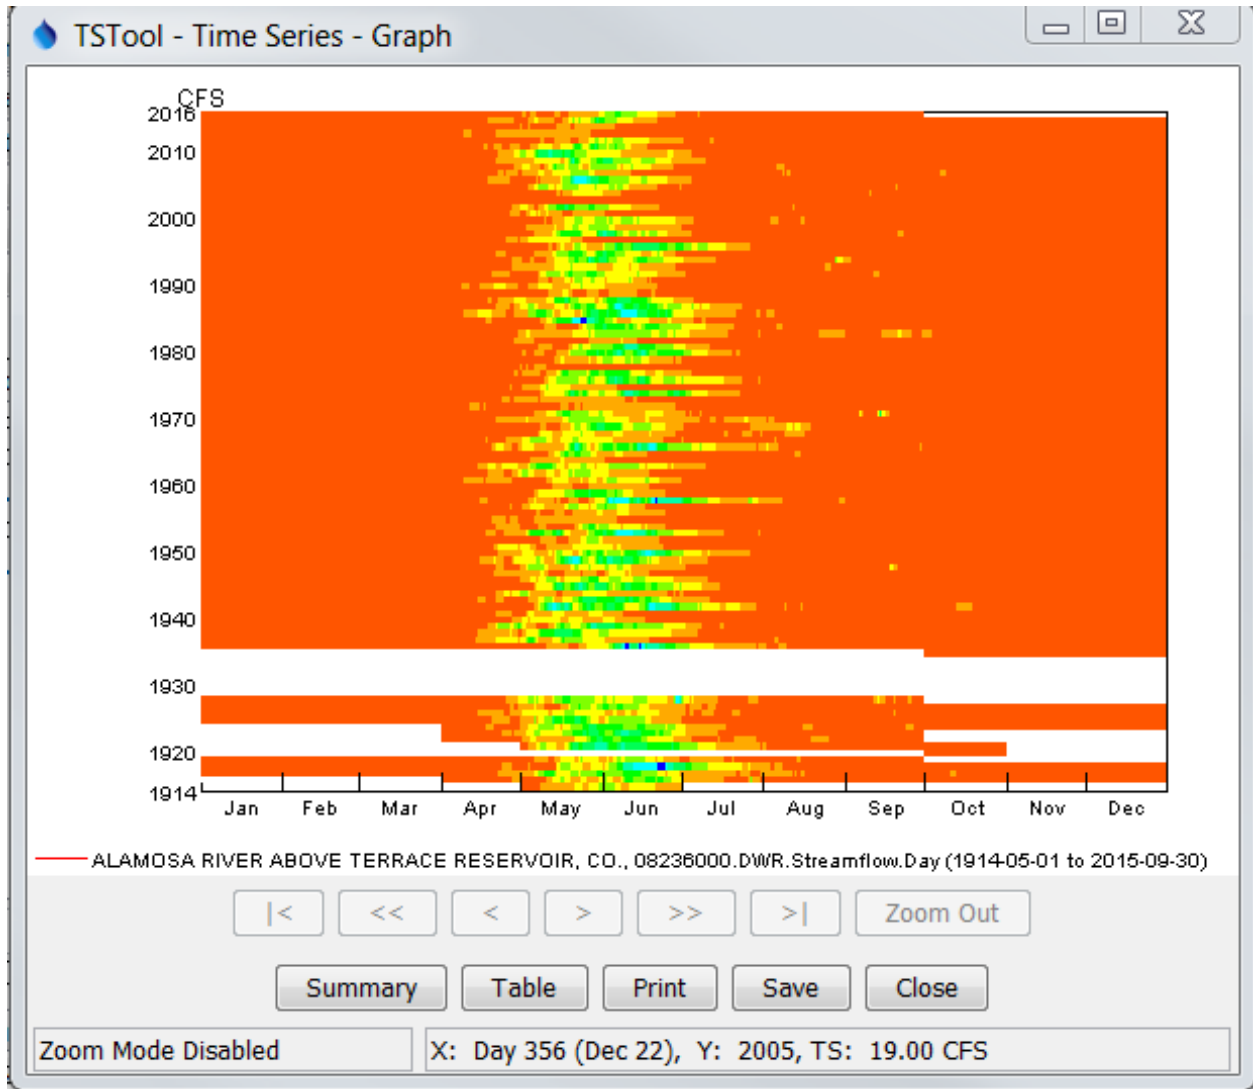 TSTool - Time Series - Graph
CFS
2016
2010
2000
1990
1980
1970
1960
1950
1940
1930
1920
1914
Jan Feb Mar Apr May Jun Jul Aug Sep Oct Nov Dec
ALAMOSA RIVER ABOVE TERRACE RESERVOIR, CO., 08236000.DWR.Streamflow.Day (1914-05-01 to 2015-09-30)
|< << < > >> >| Zoom Out
Summary Table Print Save Close
Zoom Mode Disabled X: Day 356 (Dec 22), Y: 2005, TS: 19.00 CFS